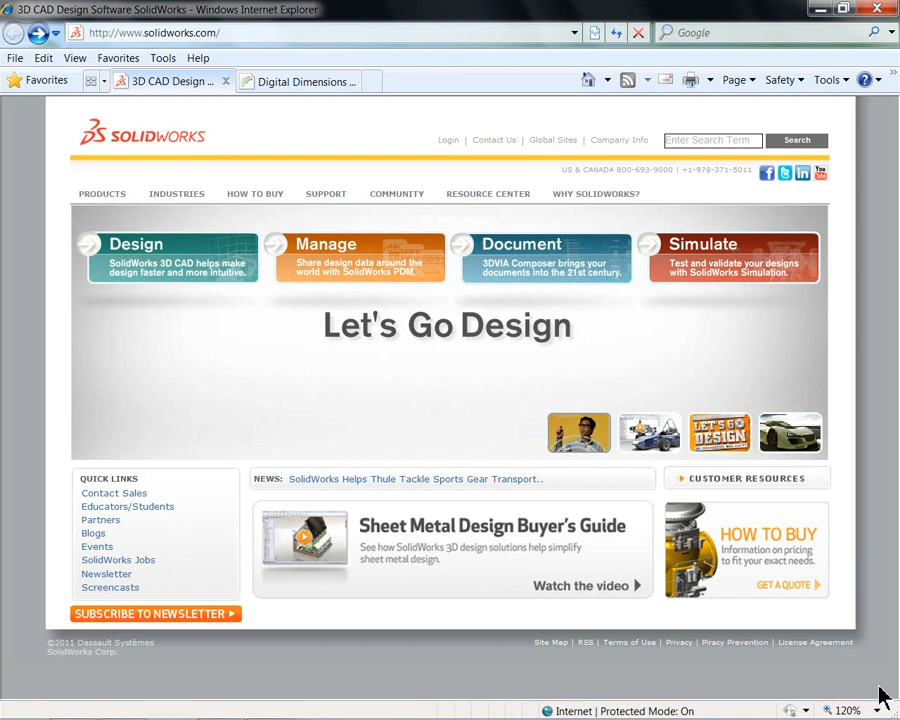 3D CAD Design Software SolidWorks - Windows Internet Explorer
http://www.solidworks.com/
Google
File Edit View Favorites Tools Help
Favorites
3D CAD Design ...
Digital Dimensions ...
Page
Safety
Tools
SOLIDWORKS
Login | Contact Us | Global Sites | Company Info
Enter Search Term
Search
US & CANADA 800-693-9000 | +1-978-371-5011
PRODUCTS INDUSTRIES HOW TO BUY SUPPORT COMMUNITY RESOURCE CENTER WHY SOLIDWORKS?
Design
SolidWorks 3D CAD helps make
design faster and more intuitive.
Manage
Share design data around the
world with SolidWorks PDM.
Document
3DVIA Composer brings your
documents into the 21st century.
Simulate
Test and validate your designs
with SolidWorks Simulation.
Let's Go Design
LET'S GO
DESIGN
QUICK LINKS
Contact Sales
Educators/Students
Partners
Blogs
Events
SolidWorks Jobs
Newsletter
Screencasts
SUBSCRIBE TO NEWSLETTER
NEWS: SolidWorks Helps Thule Tackle Sports Gear Transport..
Sheet Metal Design Buyer's Guide
See how SolidWorks 3D design solutions help simplify
sheet metal design.
Watch the video
CUSTOMER RESOURCES
HOW TO BUY
Information on pricing
to fit your exact needs.
GET A QUOTE
©2011 Dassault Systèmes
SolidWorks Corp.
Site Map | RSS | Terms of Use | Privacy | Piracy Prevention | License Agreement
Internet | Protected Mode: On
120%